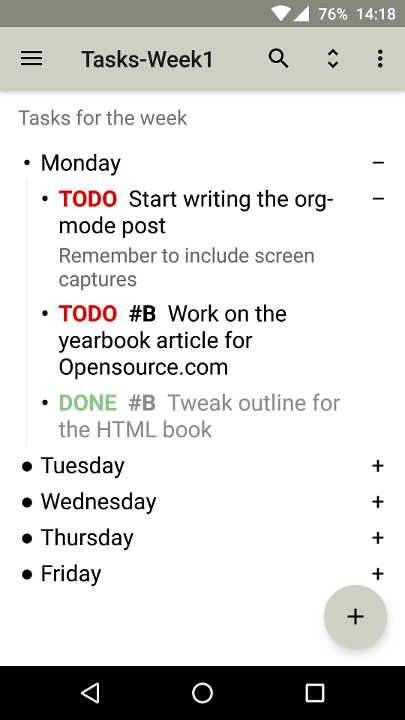 76% 14:18
Tasks-Week1
Tasks for the week
• Monday −
• TODO Start writing the org-
mode post −
Remember to include screen
captures
• TODO #B Work on the
yearbook article for
Opensource.com
• DONE #B Tweak outline for
the HTML book
● Tuesday +
● Wednesday +
● Thursday +
● Friday +
+